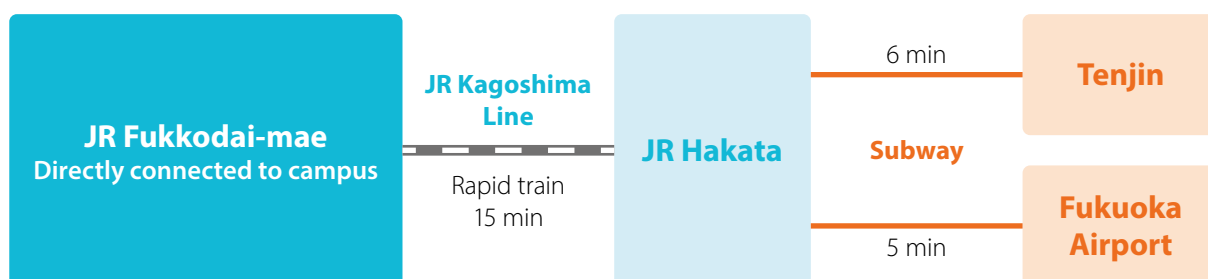 JR Fukkodai-mae
Directly connected to campus
JR Kagoshima
Line
Rapid train
15 min
JR Hakata
6 min
Subway
5 min
Tenjin
Fukuoka
Airport